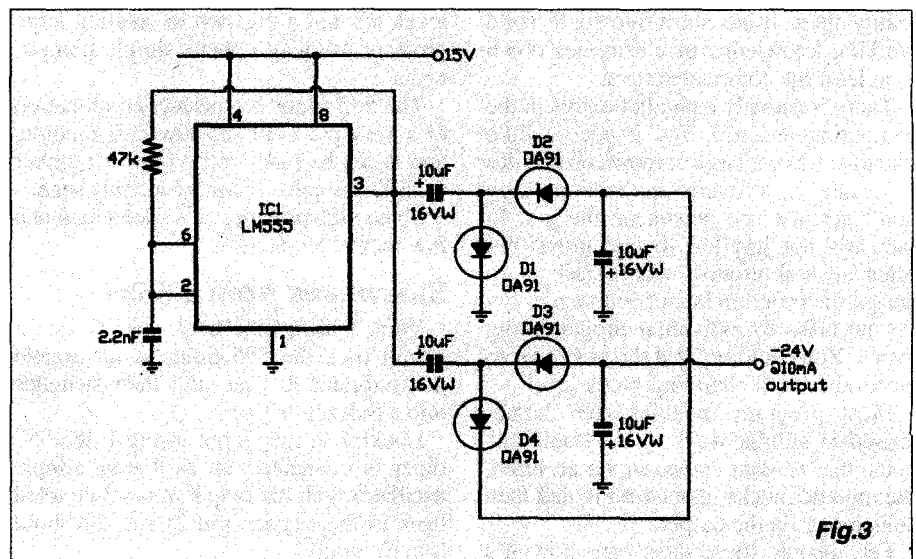 15V
4
8
47k
3
10uF
16VW
D2
OA91
IC1
LM555
6
D1
OA91
10uF
16VW
2
D3
OA91
2.2nF
1
10uF
16VW
-24V
@10mA
output
D4
OA91
10uF
16VW
Fig.3